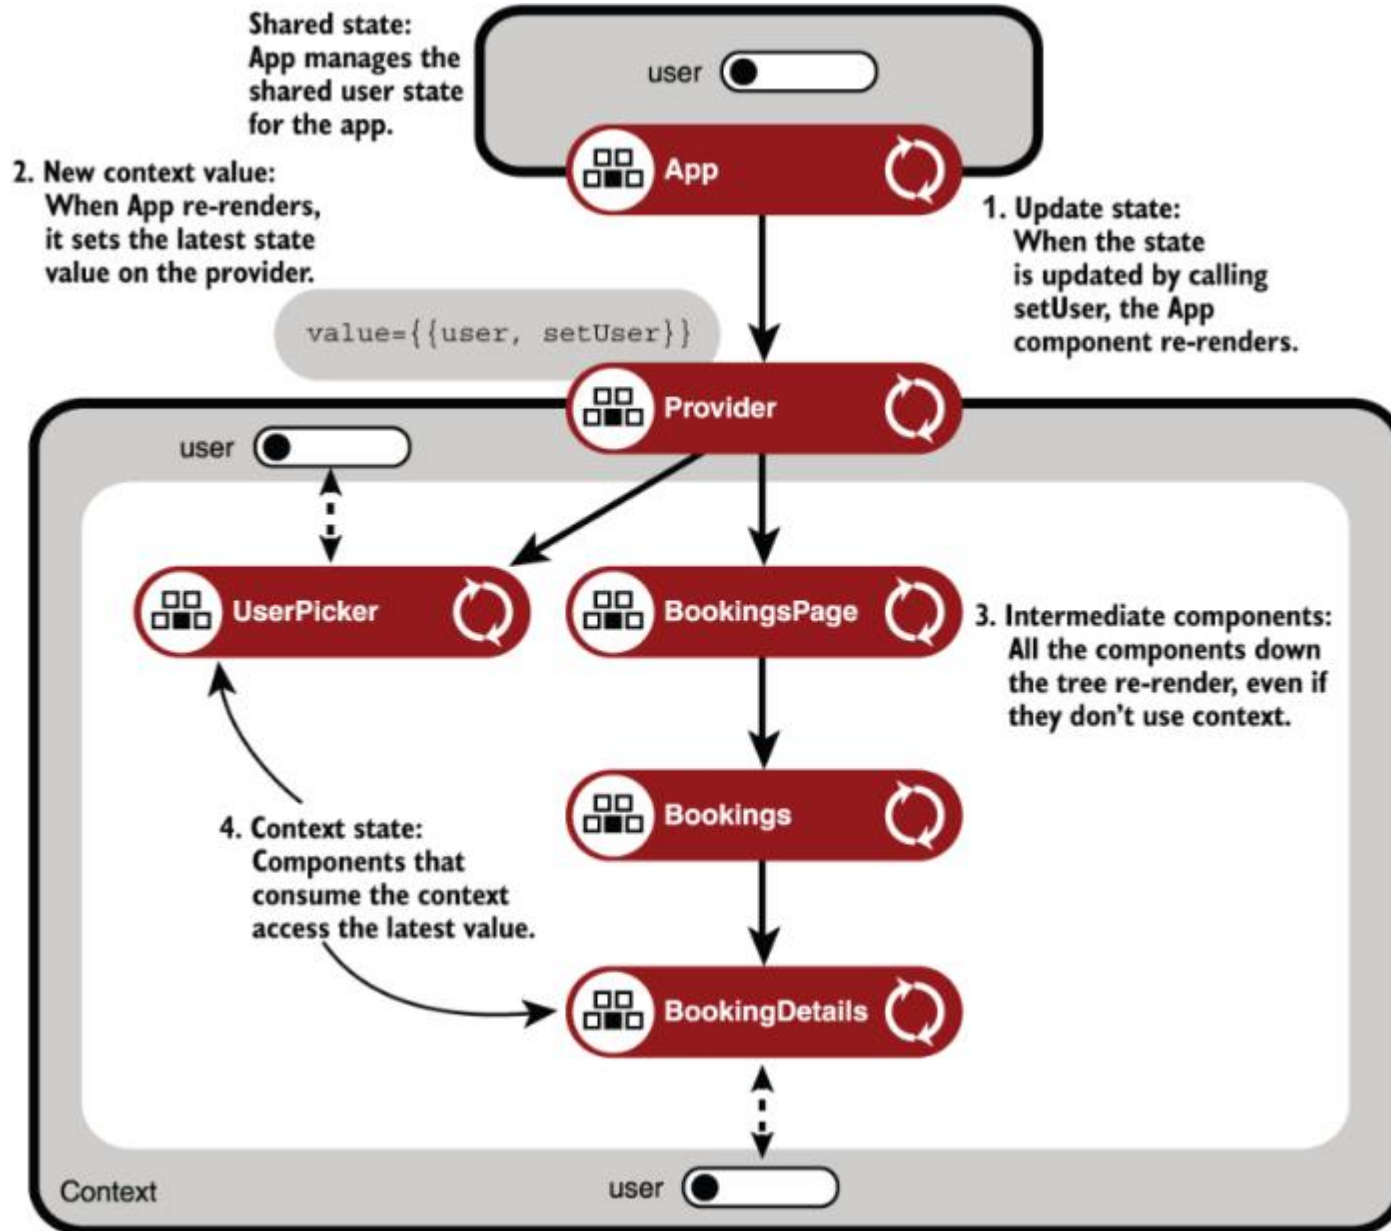 Shared state:
App manages the
shared user state
for the app.
user
App
2. New context value:
When App re-renders,
it sets the latest state
value on the provider.
1. Update state:
When the state
is updated by calling
setUser, the App
component re-renders.
value={{user, setUser}}
Provider
user
UserPicker
BookingsPage
3. Intermediate components:
All the components down
the tree re-render, even if
they don't use context.
Bookings
4. Context state:
Components that
consume the context
access the latest value.
BookingDetails
Context
user